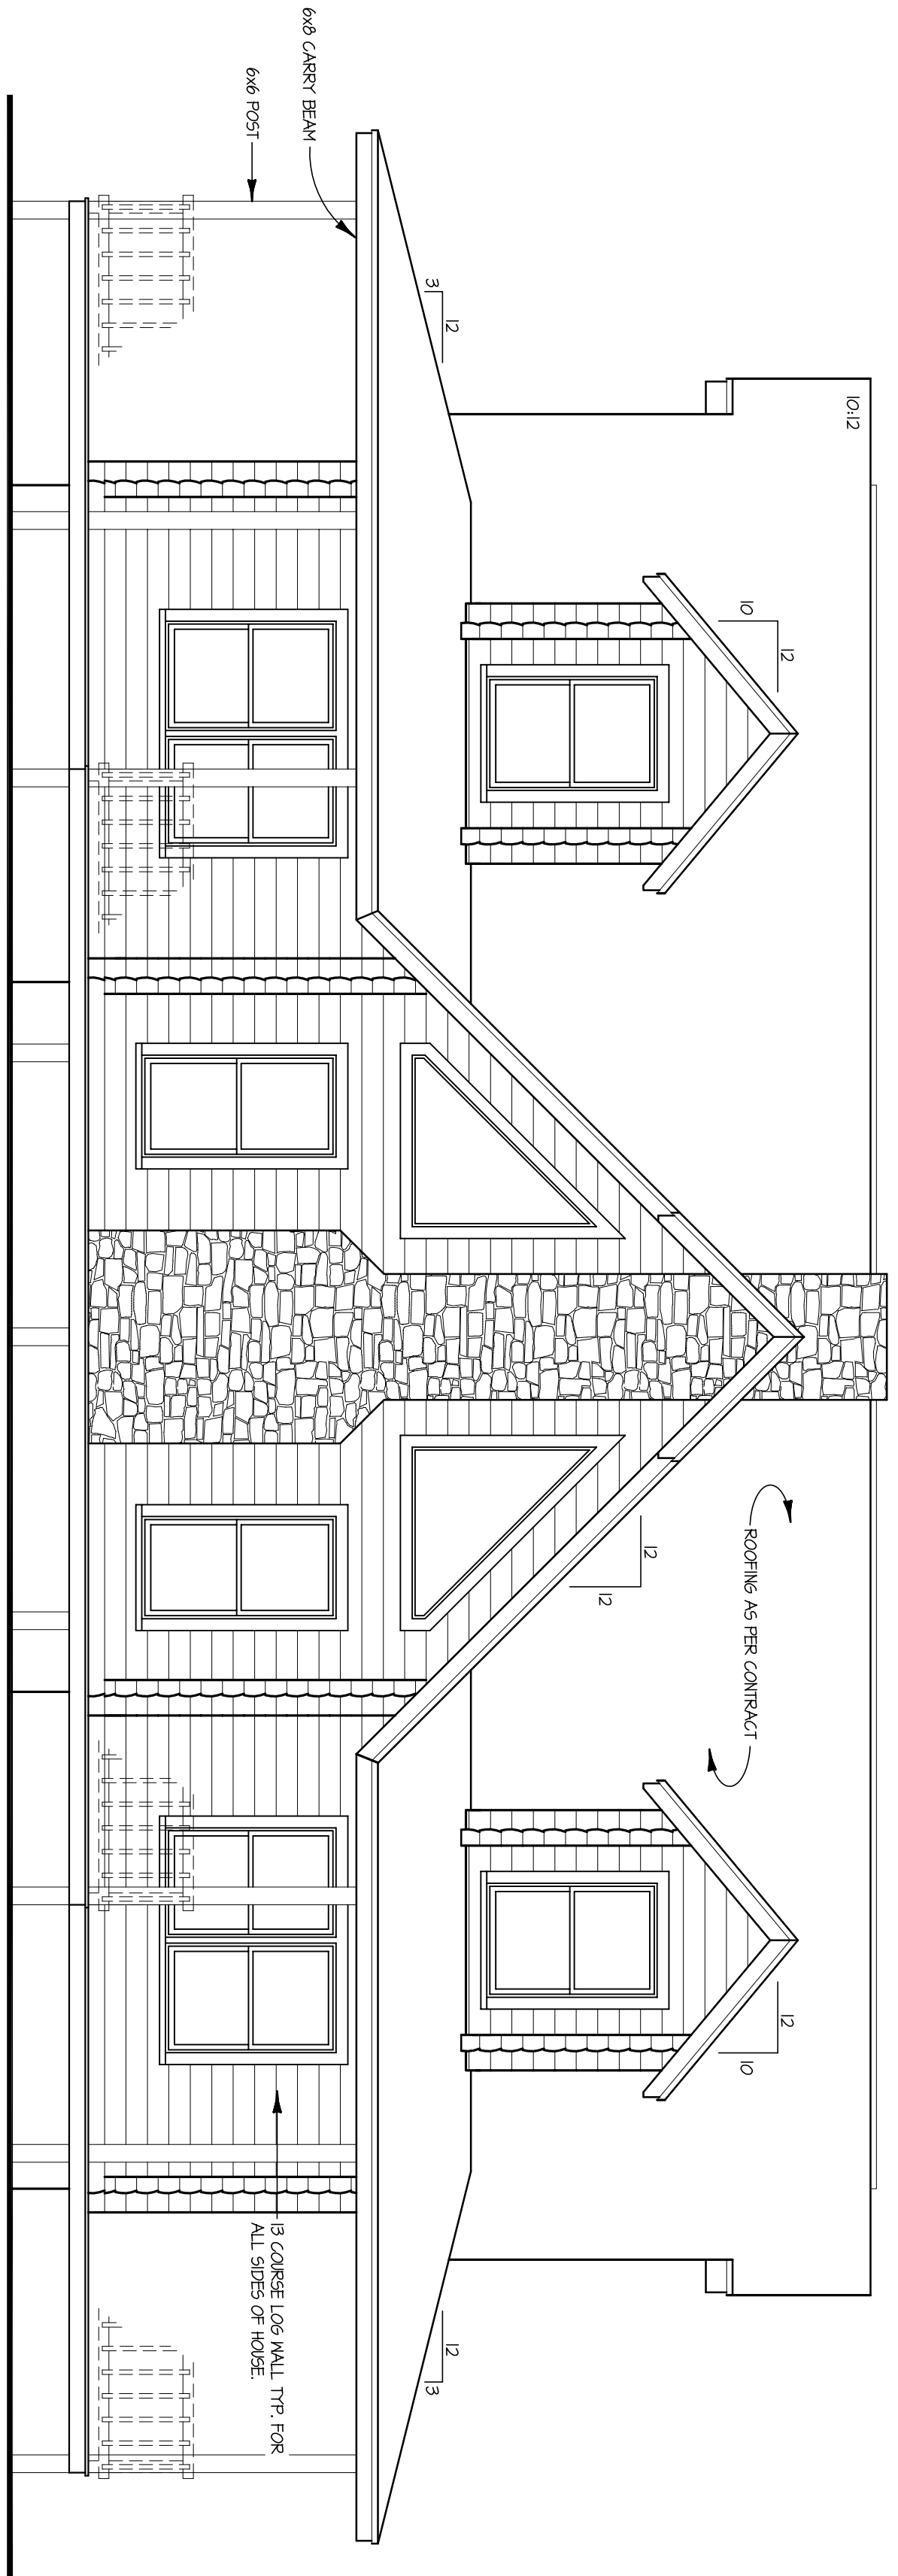 10:12
10
12
12
10
ROOFING AS PER CONTRACT
12
12
12
3
12
3
6x8 CARRY BEAM
6x6 POST
13 COURSE LOG WALL TYP. FOR
ALL SIDES OF HOUSE.